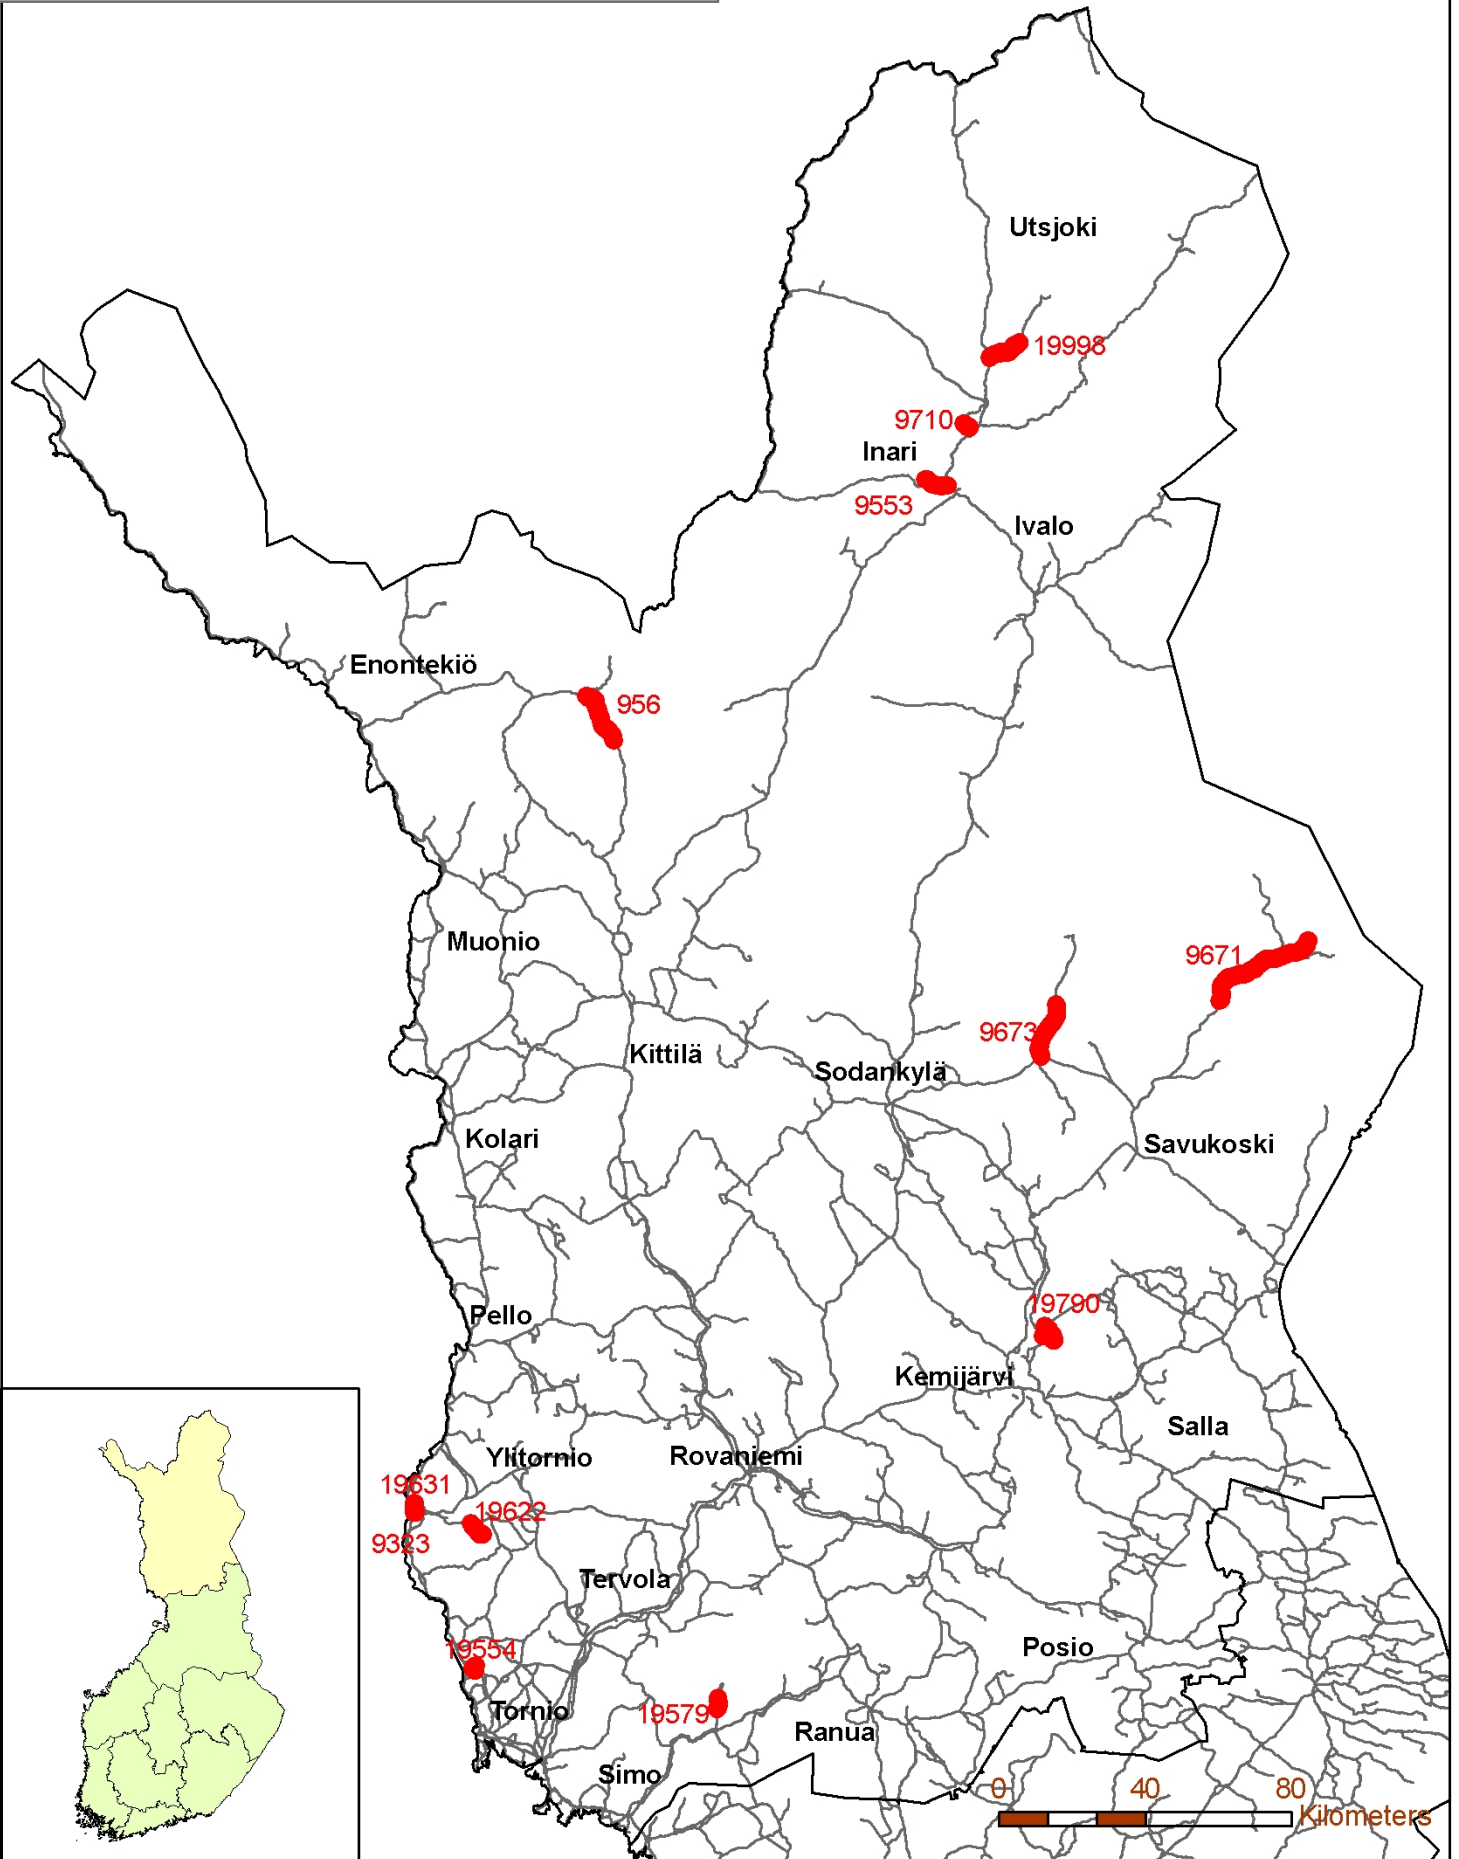 Utsjoki
19998
9710
Inari
9553
Ivalo
Enontekiö
956
Muonio
9671
9673
Kittilä
Sodankylä
Kolari
Savukoski
19790
Pello
Kemijärvi
Salla
Ylitornio
Rovaniemi
19631
19622
9323
Tervola
19554
Posio
Tornio
19579
Ranua
Simo
0 40 80
Kilometers